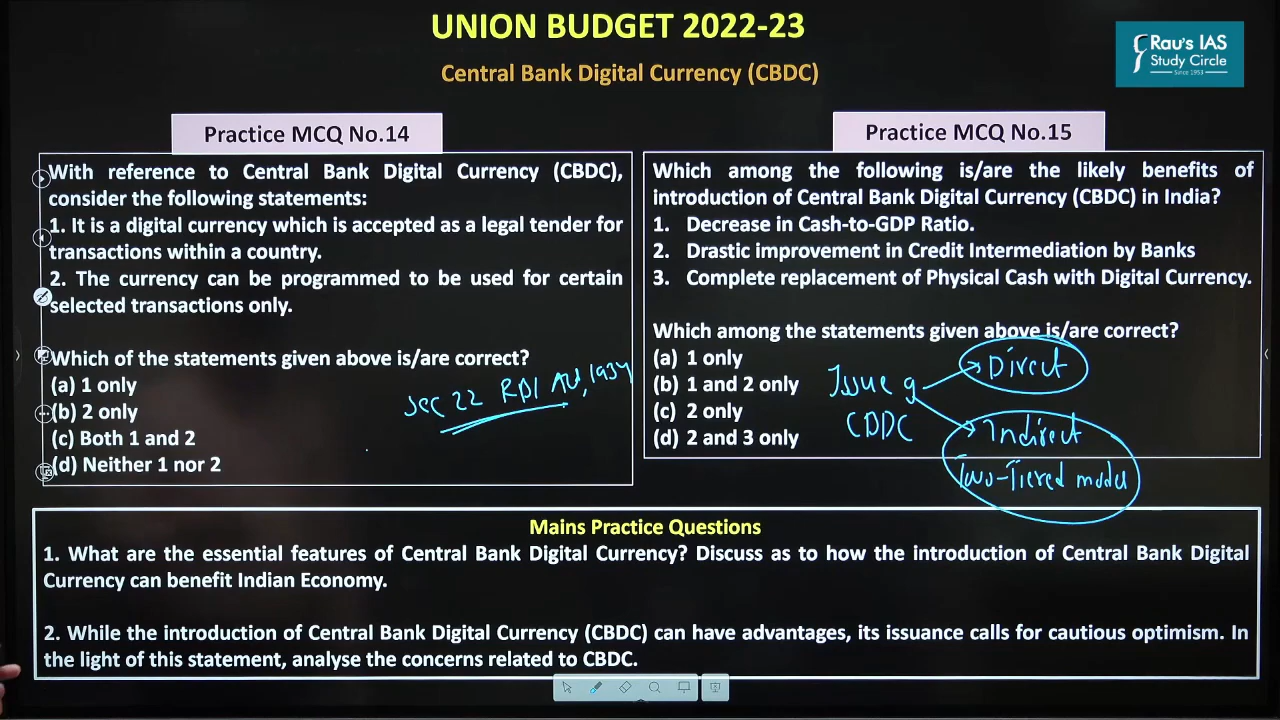 UNION BUDGET 2022-23
Central Bank Digital Currency (CBDC)
Rau's IAS
Study Circle
Since 1953
Practice MCQ No.14
With reference to Central Bank Digital Currency (CBDC),
consider the following statements:
1. It is a digital currency which is accepted as a legal tender for
transactions within a country.
2. The currency can be programmed to be used for certain
selected transactions only.
Which of the statements given above is/are correct?
(a) 1 only
(b) 2 only
(c) Both 1 and 2
(d) Neither 1 nor 2
Sec 22 RBI Act, 1934
Practice MCQ No.15
Which among the following is/are the likely benefits of
introduction of Central Bank Digital Currency (CBDC) in India?
1. Decrease in Cash-to-GDP Ratio.
2. Drastic improvement in Credit Intermediation by Banks
3. Complete replacement of Physical Cash with Digital Currency.
Which among the statements given above is/are correct?
(a) 1 only
(b) 1 and 2 only
(c) 2 only
(d) 2 and 3 only
Issue of
CBDC
Direct
Indirect
Two-Tiered model
Mains Practice Questions
1. What are the essential features of Central Bank Digital Currency? Discuss as to how the introduction of Central Bank Digital
Currency can benefit Indian Economy.
2. While the introduction of Central Bank Digital Currency (CBDC) can have advantages, its issuance calls for cautious optimism. In
the light of this statement, analyse the concerns related to CBDC.